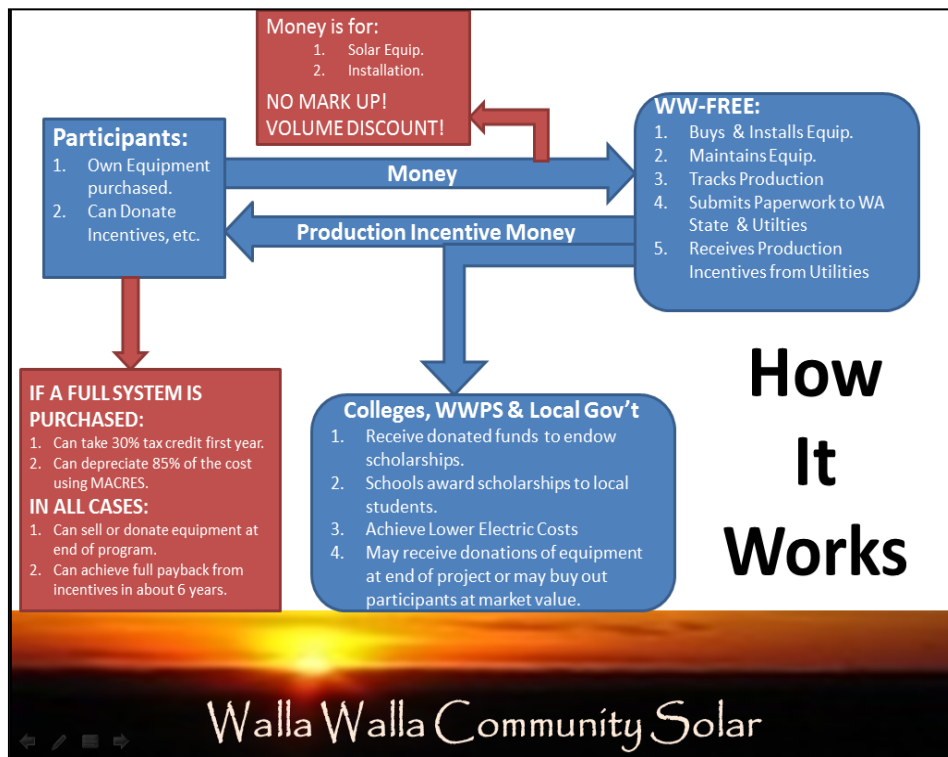 Money is for:
1. Solar Equip.
2. Installation.
NO MARK UP!
VOLUME DISCOUNT!
Participants:
1. Own Equipment
purchased.
2. Can Donate
Incentives, etc.
Money
Production Incentive Money
WW-FREE:
1. Buys & Installs Equip.
2. Maintains Equip.
3. Tracks Production
4. Submits Paperwork to WA
State & Utilties
5. Receives Production
Incentives from Utilities
IF A FULL SYSTEM IS
PURCHASED:
1. Can take 30% tax credit first year.
2. Can depreciate 85% of the cost
using MACRES.
IN ALL CASES:
1. Can sell or donate equipment at
end of program.
2. Can achieve full payback from
incentives in about 6 years.
Colleges, WWPS & Local Gov't
1. Receive donated funds to endow
scholarships.
2. Schools award scholarships to local
students.
3. Achieve Lower Electric Costs
4. May receive donations of equipment
at end of project or may buy out
participants at market value.
How
It
Works
Walla Walla Community Solar